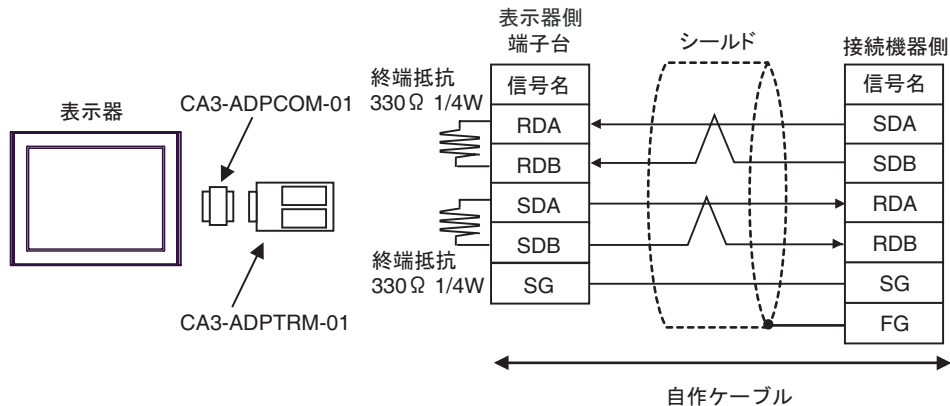 表示器
CA3-ADPCOM-01
CA3-ADPTRM-01
終端抵抗
330Ω 1/4W
終端抵抗
330Ω 1/4W
表示器側
端子台
信号名
RDA
RDB
SDA
SDB
SG
シールド
接続機器側
信号名
SDA
SDB
RDA
RDB
SG
FG
自作ケーブル